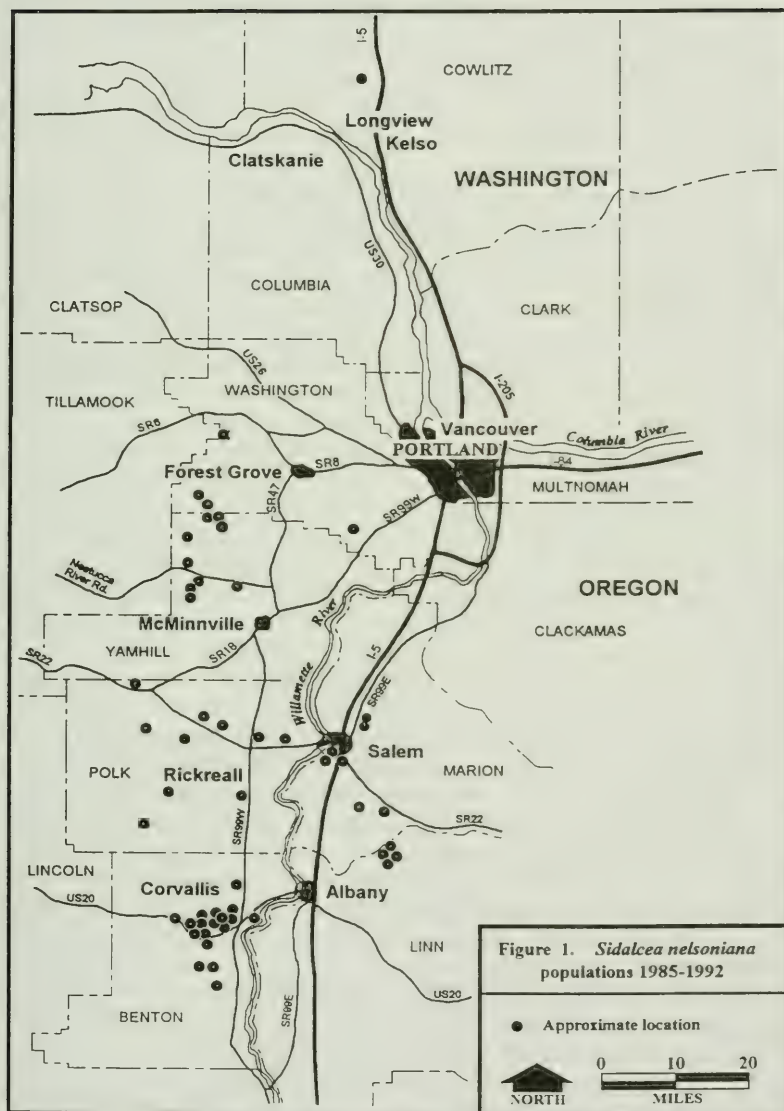 I-5
COWLITZ
Longview
Kelso
Clatskanie
WASHINGTON
US30
COLUMBIA
CLATSOP
CLARK
US26
I-205
TILLAMOOK
WASHINGTON
SR6
Vancouver
Columbia River
PORTLAND
Forest Grove
SR8
I-84
MULTNOMAH
SR47
SR99W
Nestucca
River Rd.
OREGON
McMinnville
River
CLACKAMAS
YAMHILL
SR18
SR22
I-5
Willamette
SR99E
Salem
POLK
Rickreall
MARION
SR99W
SR22
LINCOLN
Corvallis
US20
Albany
LINN
BENTON
SR99E
US20
Figure 1. Sidalcea nelsoniana
populations 1985-1992
Approximate location
0 10 20
NORTH
MILES